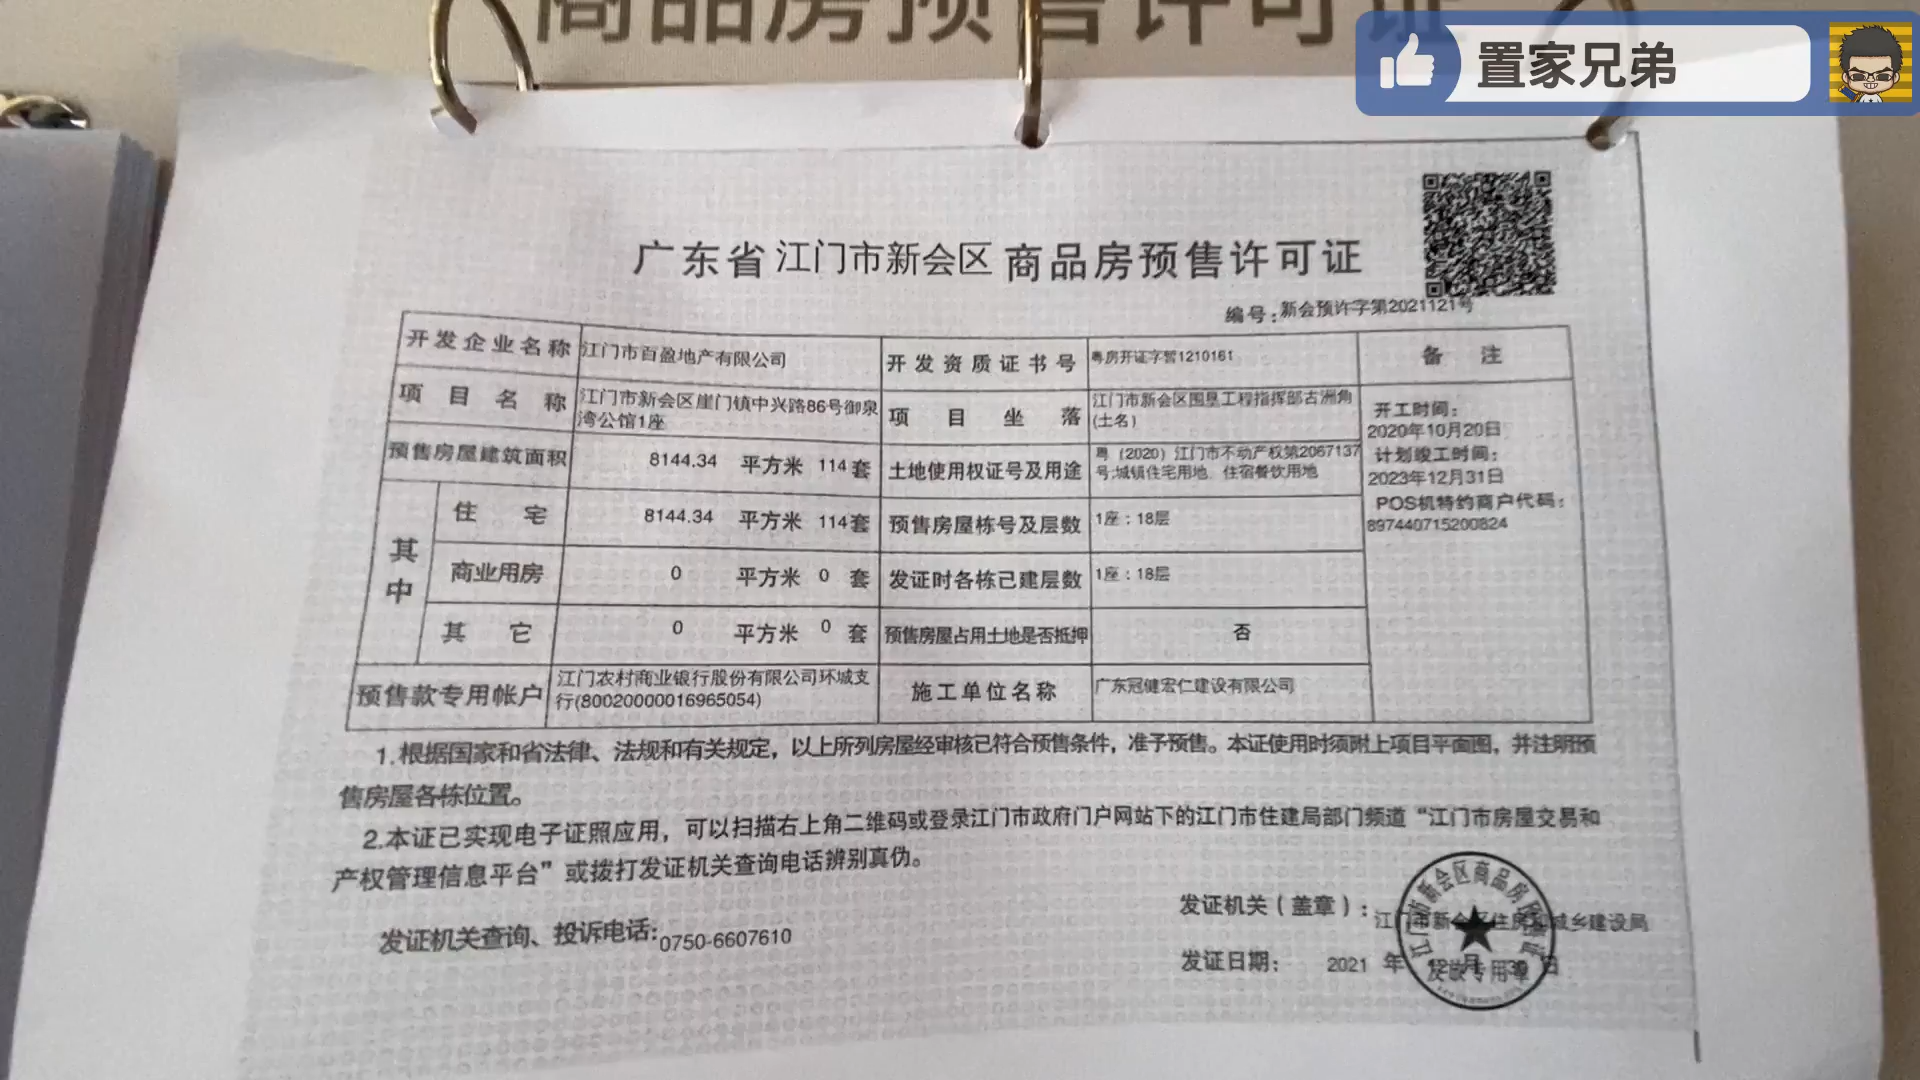 商品房预售许可证
置家兄弟
广东省江门市新会区商品房预售许可证
编号:新会预许字第2021121号
开发企业名称 江门市百盈地产有限公司 开发资质证书号 粤房开证字暂1210161 备注
项目名称 江门市新会区崖门镇中兴路86号御泉
湾公馆1座
项目坐落 江门市新会区围垦工程指挥部古洲角
(土名)
开工时间:
2020年10月20日
计划竣工时间:
2023年12月31日
POS机特约商户代码:
897440715200824
预售房屋建筑面积 8144.34 平方米 114套
土地使用权证号及用途 粤(2020)江门市不动产权第2067137
号;城镇住宅用地、住宿餐饮用地
其中
住宅 8144.34 平方米 114套 预售房屋栋号及层数 1座:18层
商业用房 0 平方米 0 套 发证时各栋已建层数 1座:18层
其它 0 平方米 0 套 预售房屋占用土地是否抵押 否
预售款专用帐户 江门农村商业银行股份有限公司环城支
行(80020000016965054)
施工单位名称 广东冠健宏仁建设有限公司
1.根据国家和省法律、法规和有关规定,以上所列房屋经审核已符合预售条件,准予预售。本证使用时须附上项目平面图,并注明预
售房屋各栋位置。
2.本证已实现电子证照应用,可以扫描右上角二维码或登录江门市政府门户网站下的江门市住建局部门频道“江门市房屋交易和
产权管理信息平台”或拨打发证机关查询电话辨别真伪。
发证机关查询、投诉电话:0750-6607610
发证机关(盖章):江门市新会区住房和城乡建设局
发证日期: 2021 年 12 月 日